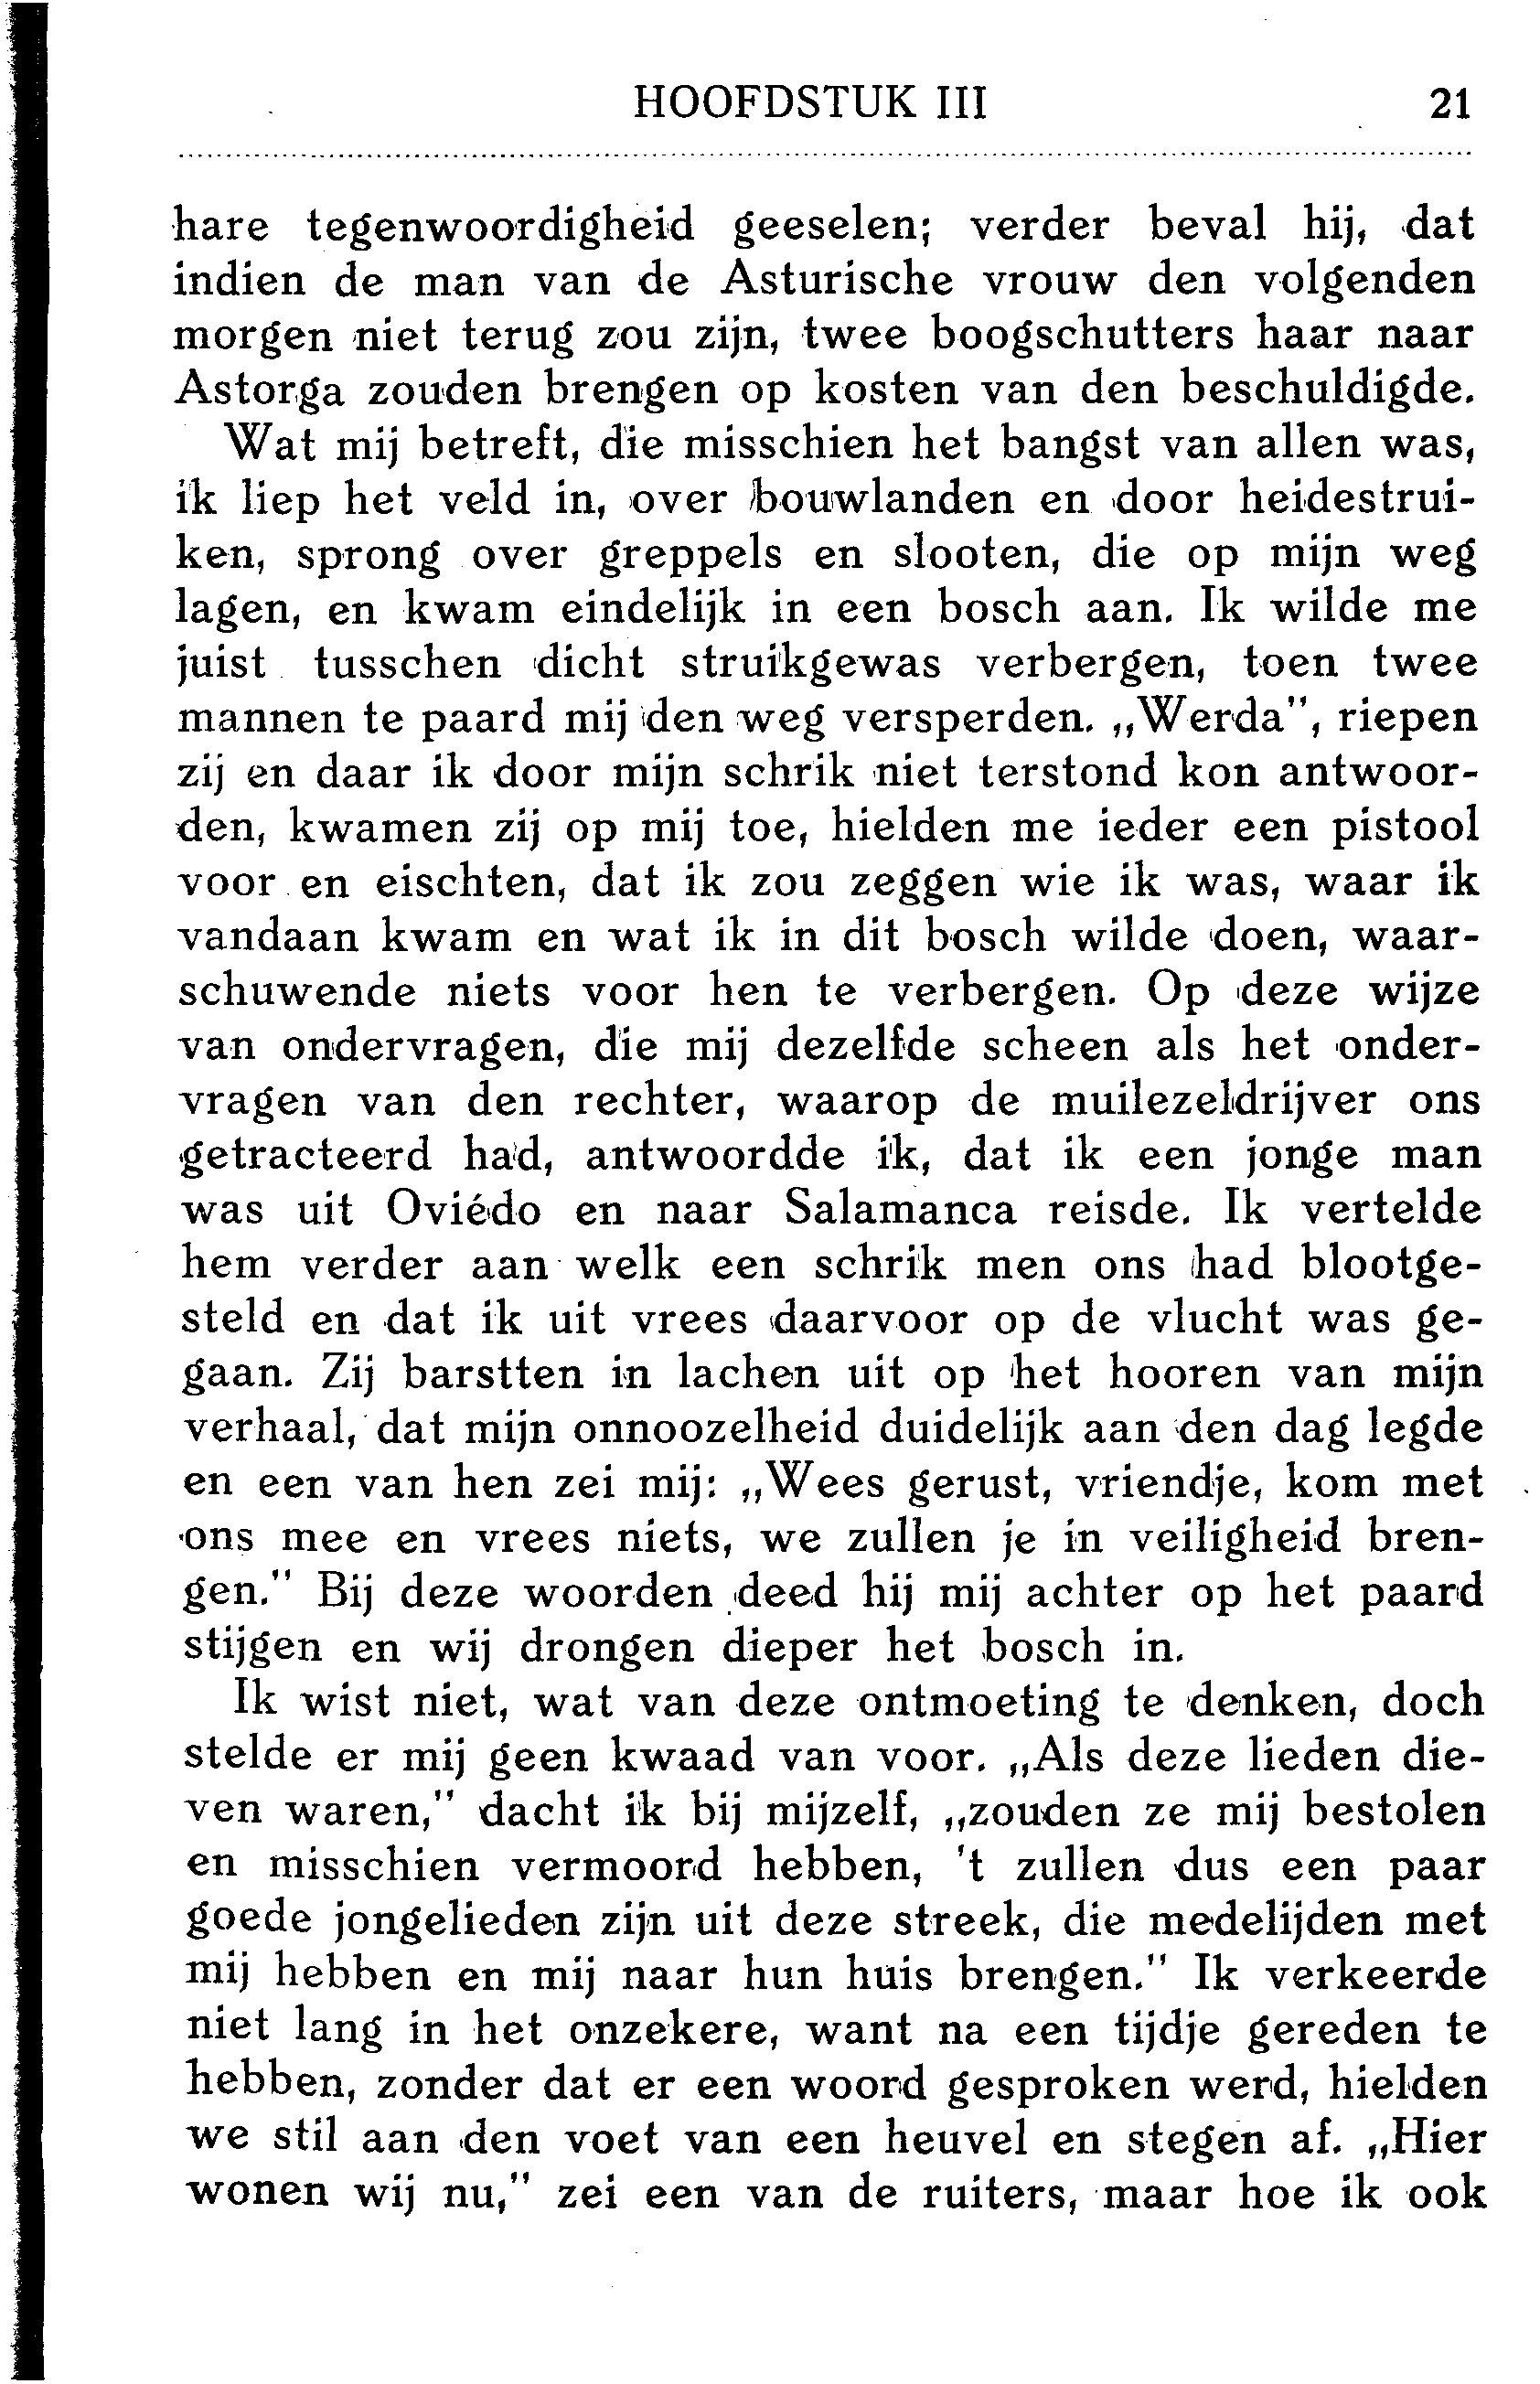 HOOFDSTUK III 21
hare tegenwoordigheid geeselen; verder beval hij, dat
indien de man van de Asturische vrouw den volgenden
morgen niet terug zou zijn, twee boogschutters haar naar
Astorga zouden brengen op kosten van den beschuldigde.
Wat mij betreft, die misschien het bangst van allen was,
ik liep het veld in, over bouwlanden en door heidestrui-
ken, sprong over greppels en slooten, die op mijn weg
lagen, en kwam eindelijk in een bosch aan. Ik wilde me
juist tusschen dicht struikgewas verbergen, toen twee
mannen te paard mij den weg versperden. „Werda", riepen
zij en daar ik door mijn schrik niet terstond kon antwoor-
den, kwamen zij op mij toe, hielden me ieder een pistool
voor en eischten, dat ik zou zeggen wie ik was, waar ik
vandaan kwam en wat ik in dit bosch wilde doen, waar-
schuwende niets voor hen te verbergen. Op deze wijze
van ondervragen, die mij dezelfde scheen als het onder-
vragen van den rechter, waarop de muilezeldrijver ons
getracteerd had, antwoordde ik, dat ik een jonge man
was uit Oviédo en naar Salamanca reisde. Ik vertelde
hem verder aan welk een schrik men ons had blootge-
steld en dat ik uit vrees daarvoor op de vlucht was ge-
gaan. Zij barstten in lachen uit op het hooren van mijn
verhaal, dat mijn onnoozelheid duidelijk aan den dag legde
en een van hen zei mij: „Wees gerust, vriendje, kom met
ons mee en vrees niets, we zullen je in veiligheid bren-
gen." Bij deze woorden deed hij mij achter op het paard
stijgen en wij drongen dieper het bosch in.
Ik wist niet, wat van deze ontmoeting te denken, doch
stelde er mij geen kwaad van voor. „Als deze lieden die-
ven waren," dacht ik bij mijzelf, „zouden ze mij bestolen
en misschien vermoord hebben, 't zullen dus een paar
goede jongelieden zijn uit deze streek, die medelijden met
mij hebben en mij naar hun huis brengen." Ik verkeerde
niet lang in het onzekere, want na een tijdje gereden te
hebben, zonder dat er een woord gesproken werd, hielden
we stil aan den voet van een heuvel en stegen af. „Hier
wonen wij nu," zei een van de ruiters, maar hoe ik ook